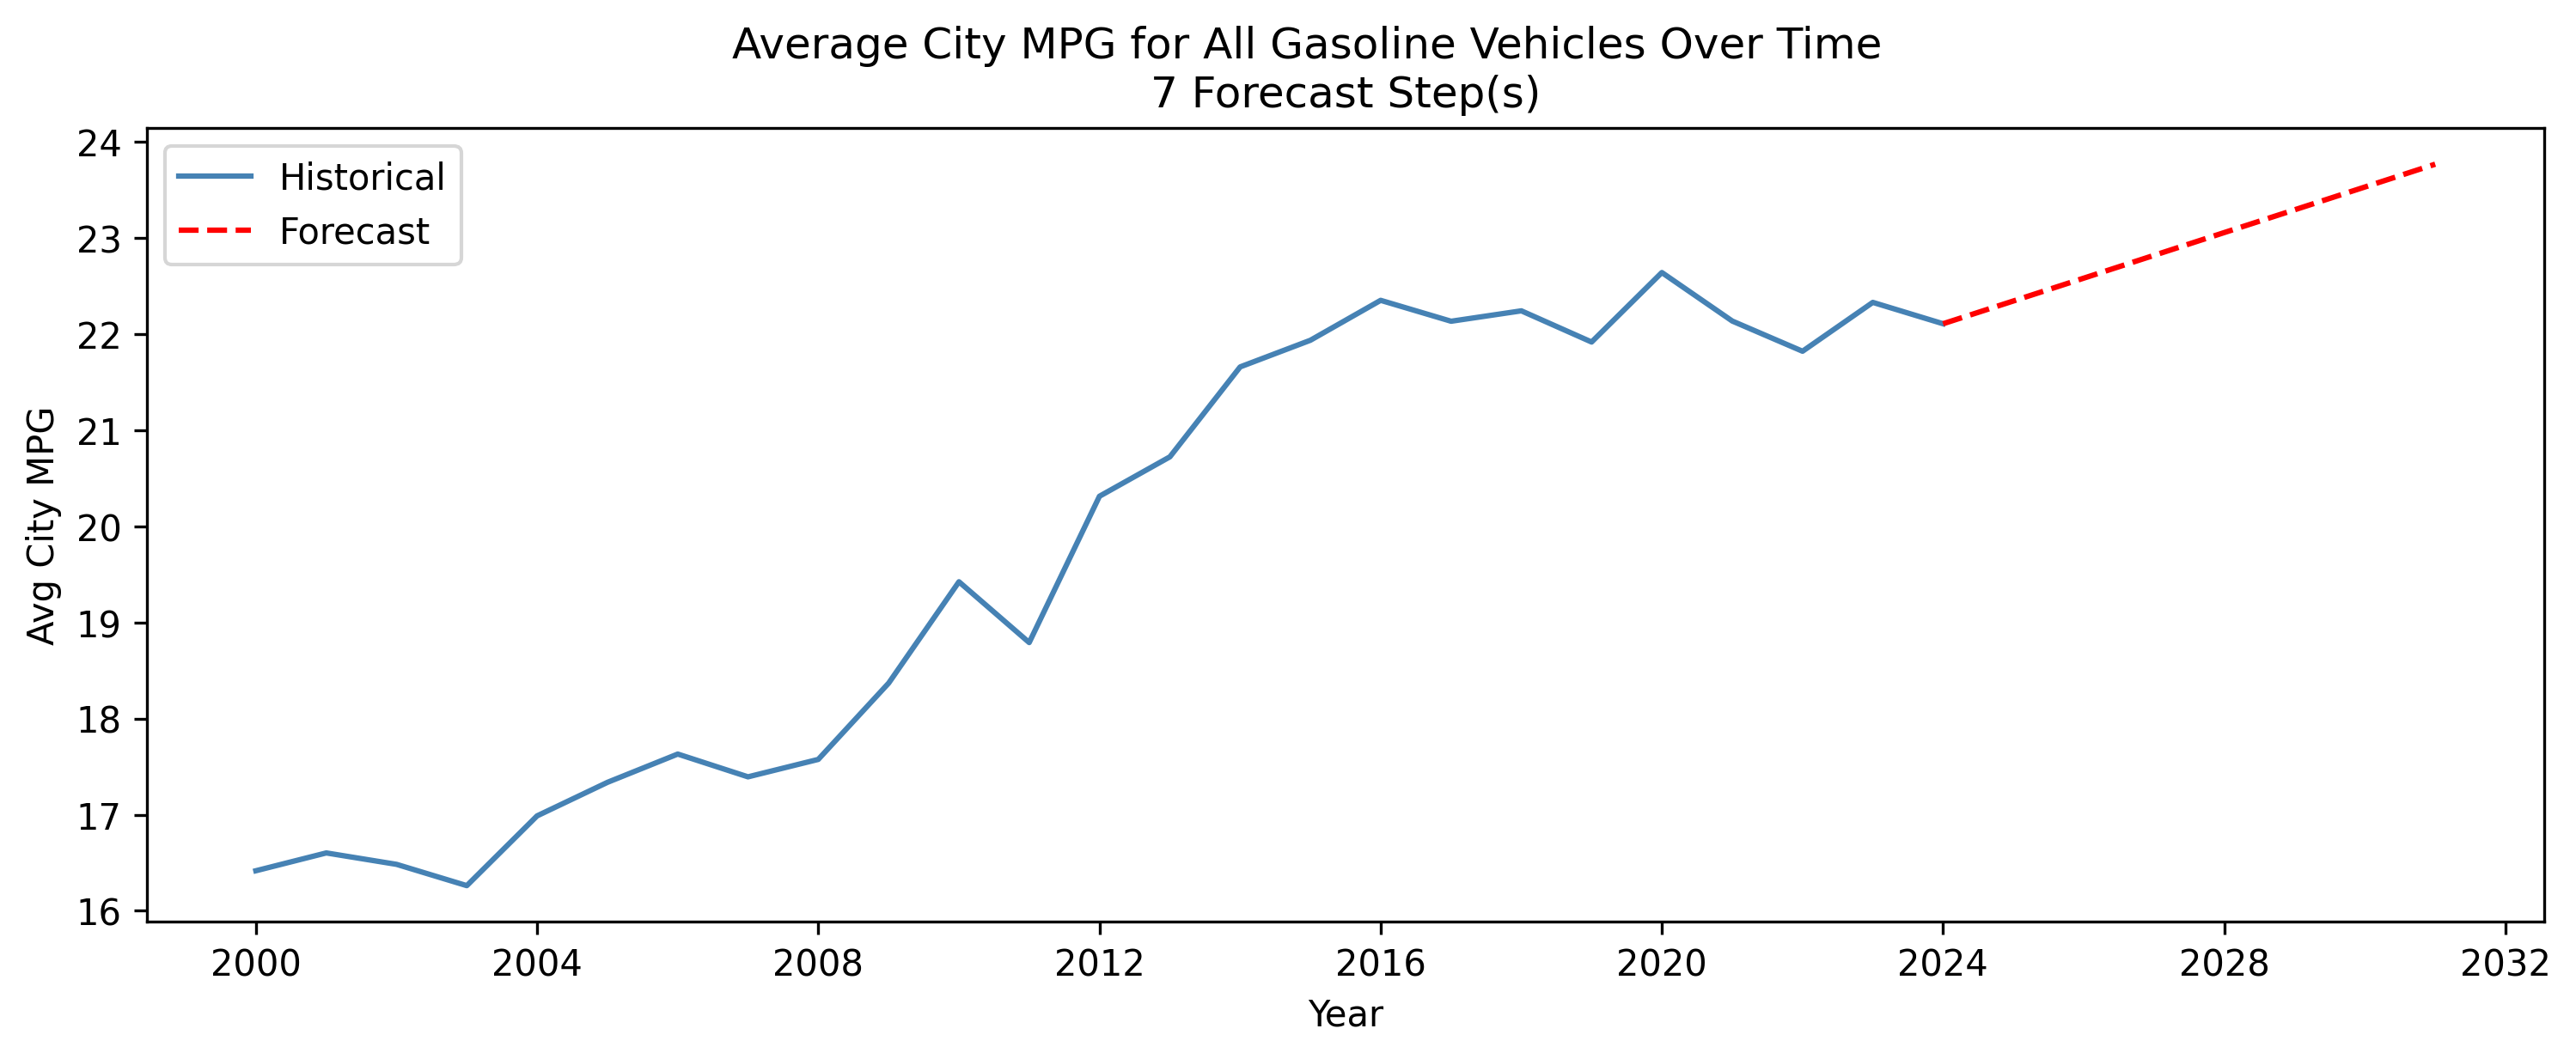 Average City MPG for All Gasoline Vehicles Over Time
7 Forecast Step(s)
Historical
Forecast
24
23
22
21
20
19
18
17
16
Avg City MPG
2000 2004 2008 2012 2016 2020 2024 2028 2032
Year